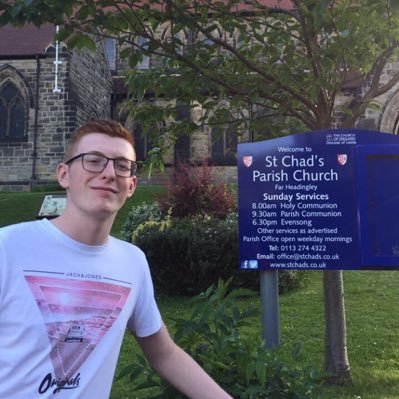 THE CHURCH
OF ENGLAND
Diocese of Leeds
Welcome to
St Chad's
Parish Church
Far Headingley
Sunday Services
8.00am Holy Communion
9.30am Parish Communion
6.30pm Evensong
Other services as advertised
Parish Office open weekday mornings
Tel: 0113 274 4322
Email: office@stchads.co.uk
www.stchads.co.uk
JACK&JONES
Originals